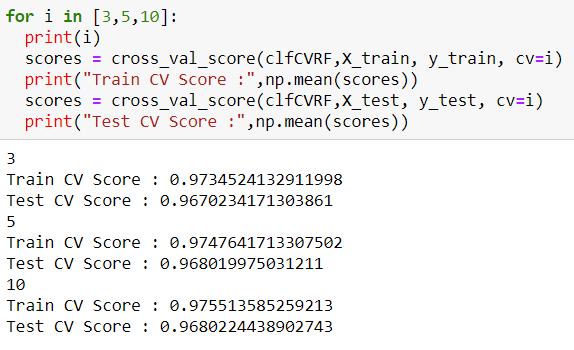 for i in [3,5,10]:
  print(i)
  scores = cross_val_score(clfCVRF,X_train, y_train, cv=i)
  print("Train CV Score :",np.mean(scores))
  scores = cross_val_score(clfCVRF,X_test, y_test, cv=i)
  print("Test CV Score :",np.mean(scores))
3
Train CV Score : 0.9734524132911998
Test CV Score : 0.9670234171303861
5
Train CV Score : 0.9747641713307502
Test CV Score : 0.968019975031211
10
Train CV Score : 0.975513585259213
Test CV Score : 0.9680224438902743